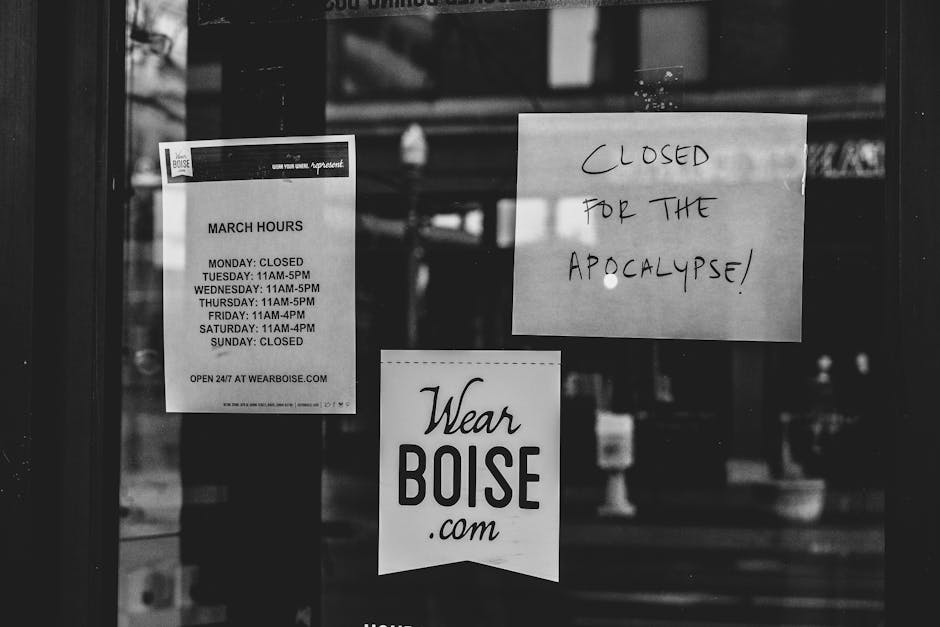 Wear
BOISE
.com
WEAR YOUR WHERE. represent.
MARCH HOURS
MONDAY: CLOSED
TUESDAY: 11AM-5PM
WEDNESDAY: 11AM-5PM
THURSDAY: 11AM-5PM
FRIDAY: 11AM-4PM
SATURDAY: 11AM-4PM
SUNDAY: CLOSED
OPEN 24/7 AT WEARBOISE.COM
CLOSED
FOR THE
APOCALYPSE!
Wear
BOISE
.com